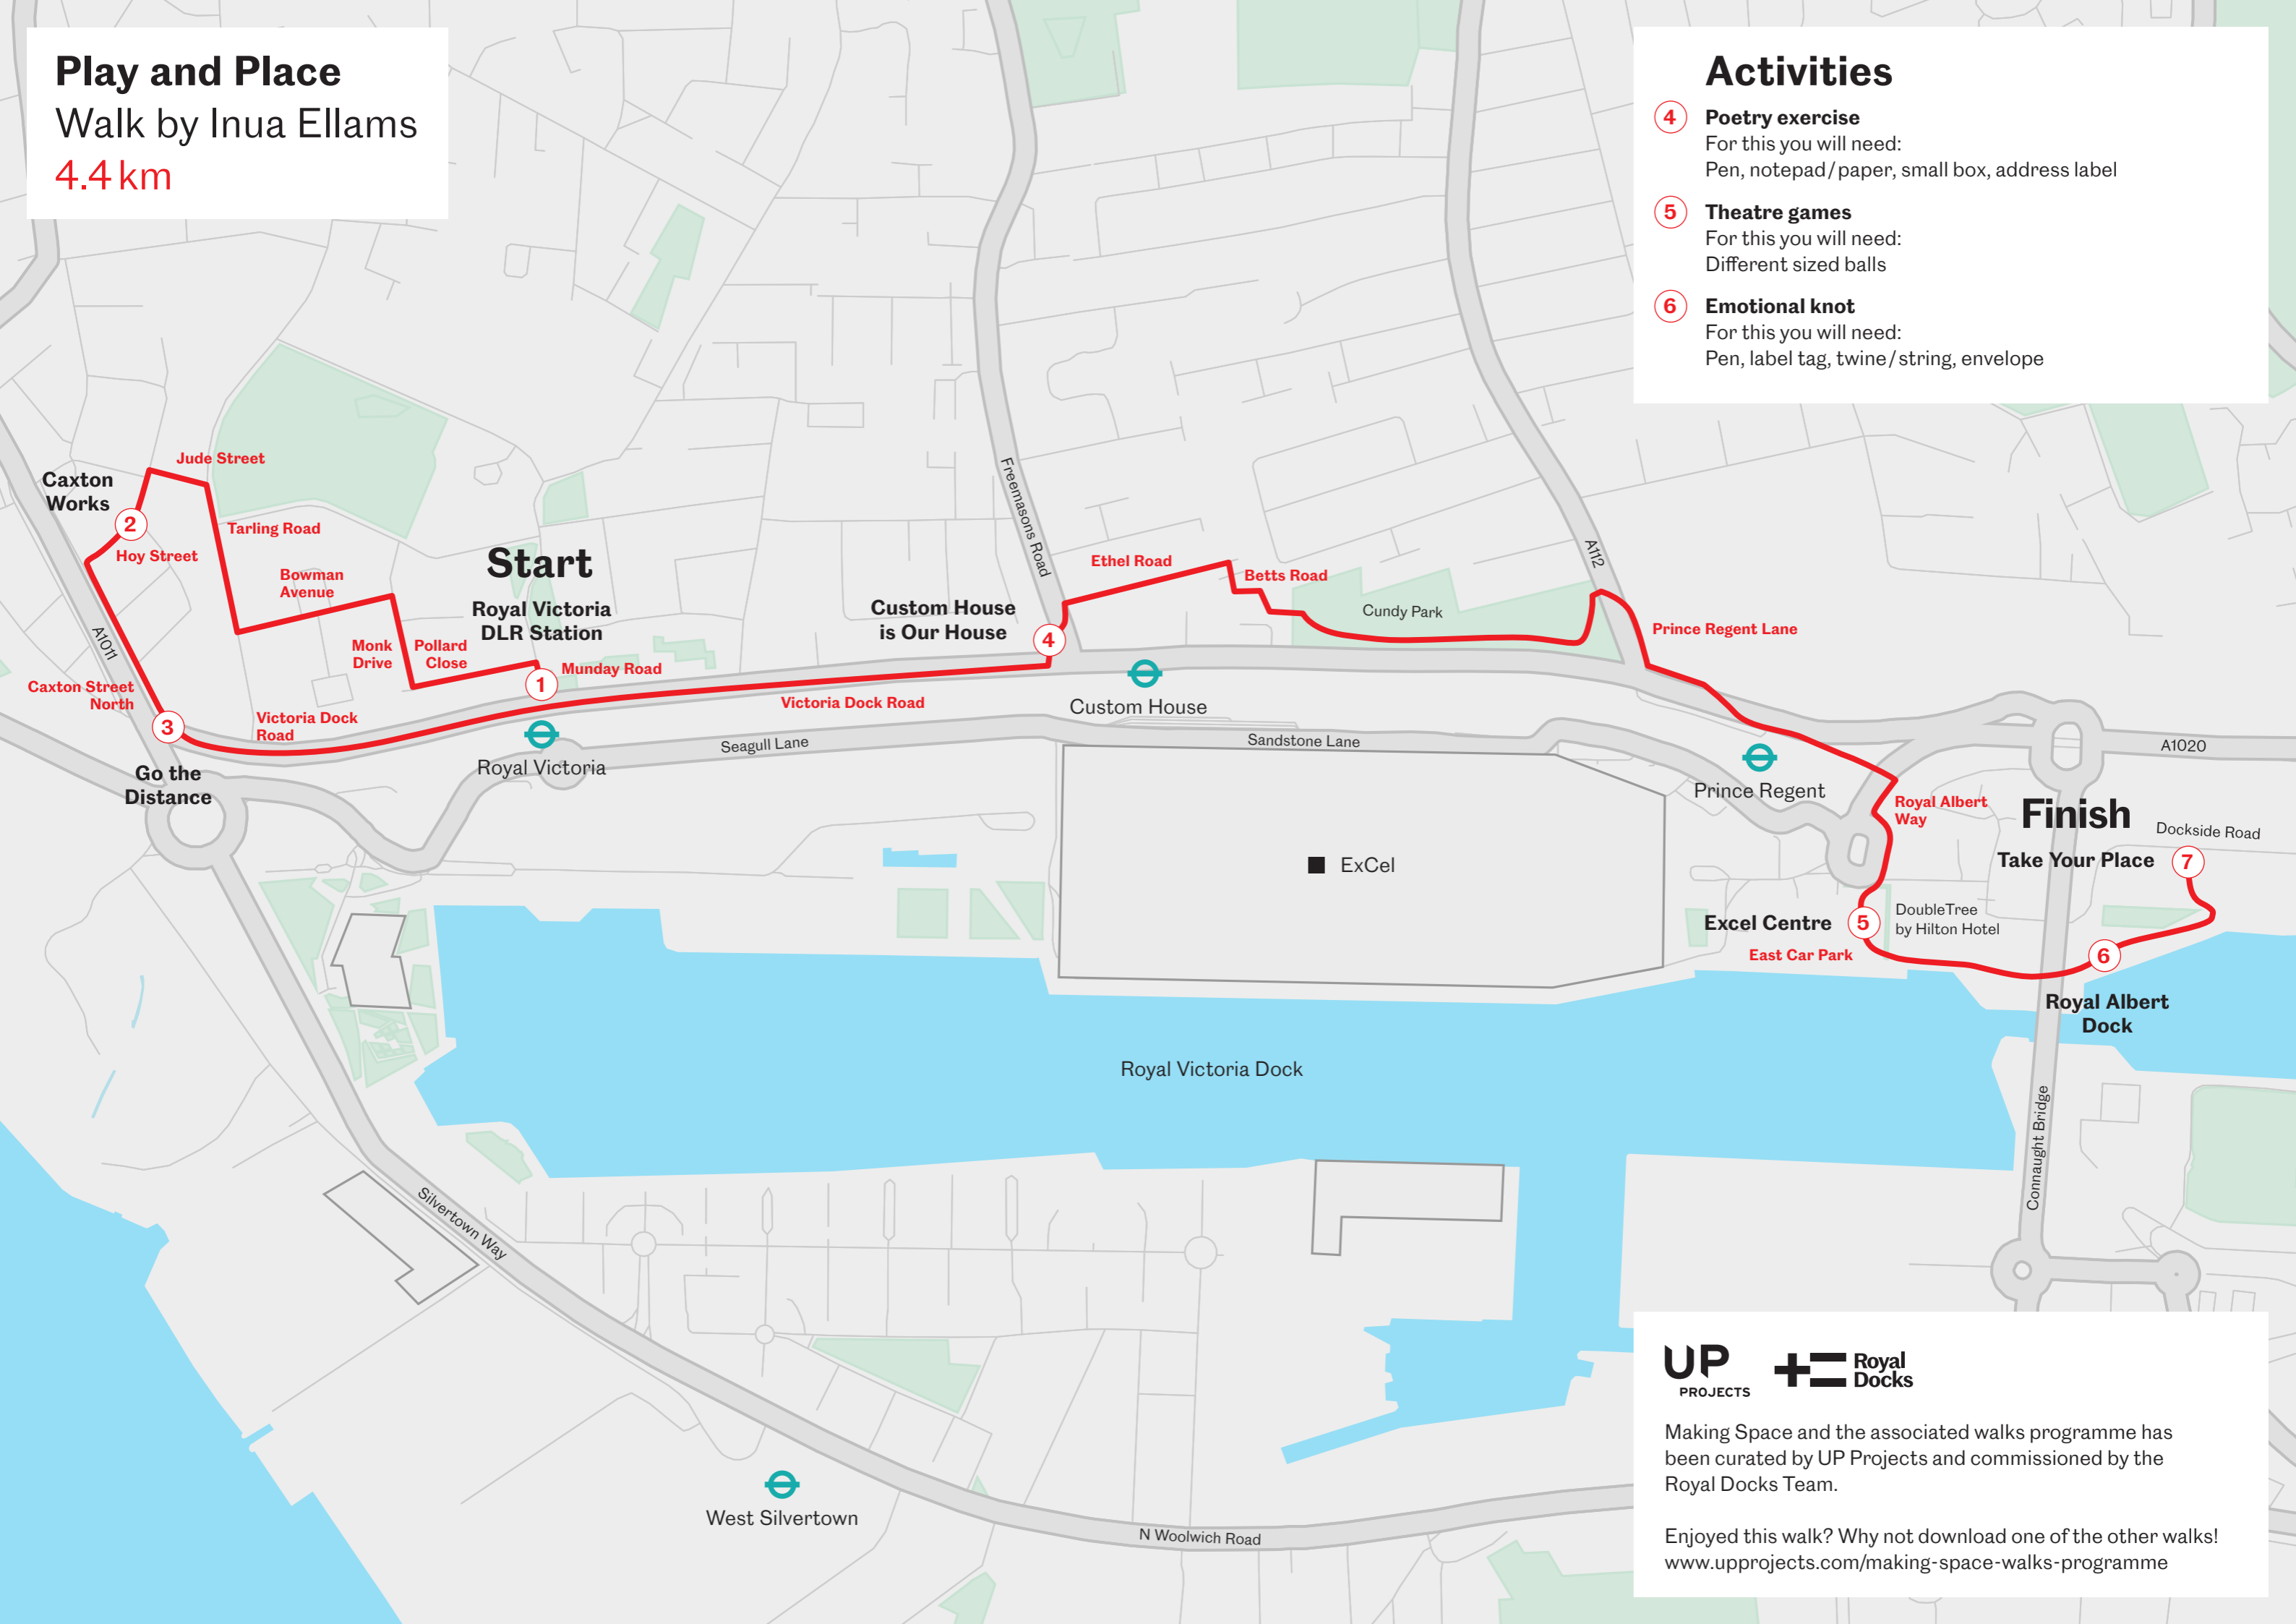 Play and Place
Walk by Inua Ellams
4.4 km
Activities
4 Poetry exercise
For this you will need:
Pen, notepad/paper, small box, address label
5 Theatre games
For this you will need:
Different sized balls
6 Emotional knot
For this you will need:
Pen, label tag, twine/string, envelope
Jude Street
Caxton
Works
2
Hoy Street
Tarling Road
Bowman
Avenue
Start
Royal Victoria
DLR Station
Monk
Drive
Pollard
Close
1
Munday Road
A1011
Caxton Street
North
3
Victoria Dock
Road
Go the
Distance
Royal Victoria
Seagull Lane
Victoria Dock Road
Freemasons Road
Custom House
is Our House
4
Ethel Road
Betts Road
Cundy Park
A112
Prince Regent Lane
Custom House
Sandstone Lane
ExCel
Prince Regent
A1020
Royal Albert
Way
Finish
Dockside Road
Take Your Place
7
Excel Centre
5
DoubleTree
by Hilton Hotel
East Car Park
6
Royal Albert
Dock
Royal Victoria Dock
Connaught Bridge
Silvertown Way
West Silvertown
N Woolwich Road
UP
PROJECTS
Royal
Docks
Making Space and the associated walks programme has
been curated by UP Projects and commissioned by the
Royal Docks Team.
Enjoyed this walk? Why not download one of the other walks!
www.upprojects.com/making-space-walks-programme